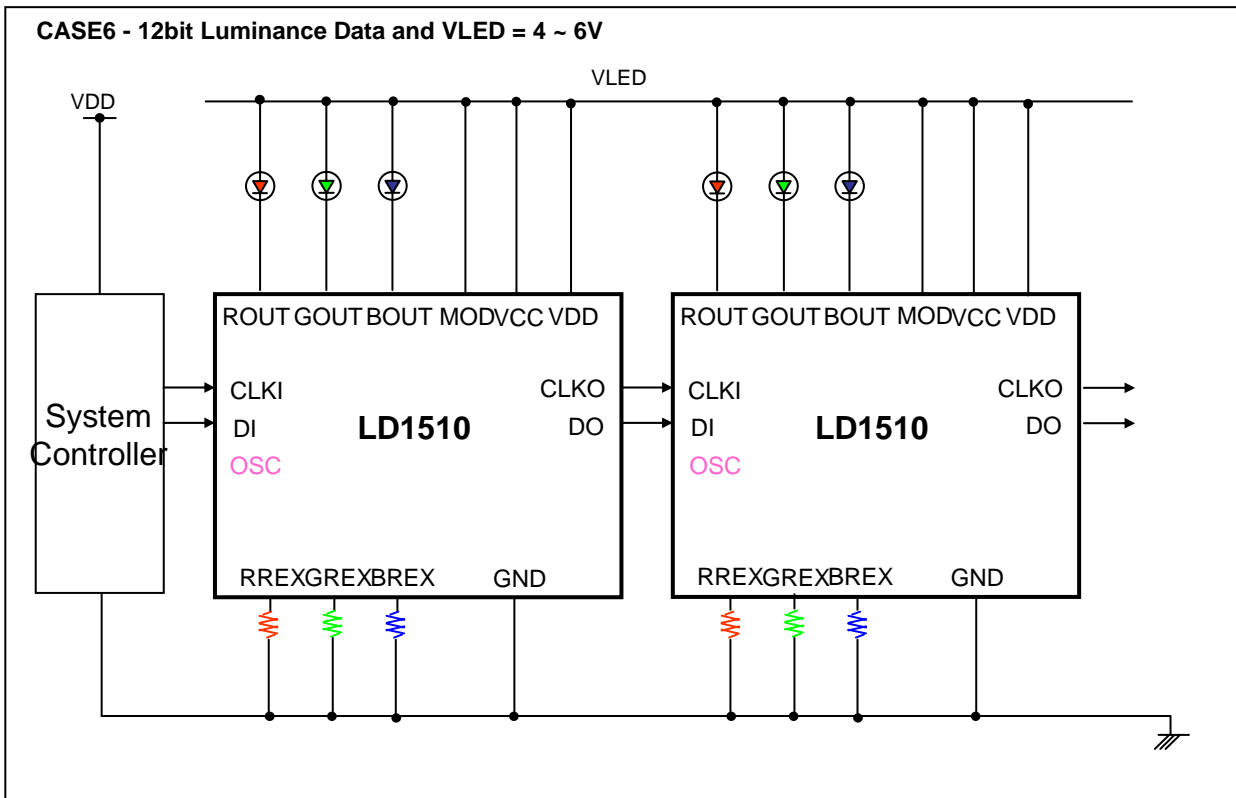 CASE6 - 12bit Luminance Data and VLED = 4 ~ 6V
VLED
VDD
ROUT GOUT BOUT MOD VCC VDD
ROUT GOUT BOUT MOD VCC VDD
System
Controller
CLKI
DI
OSC
LD1510
CLKO
DO
CLKI
DI
OSC
LD1510
CLKO
DO
RREX GREX BREX GND
RREX GREX BREX GND